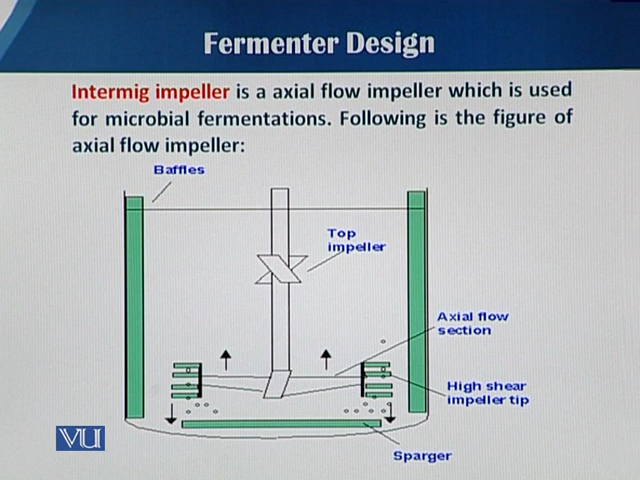 Fermenter Design
Intermig impeller is a axial flow impeller which is used
for microbial fermentations. Following is the figure of
axial flow impeller:
Baffles
Top
impeller
Axial flow
section
High shear
impeller tip
Sparger
VU